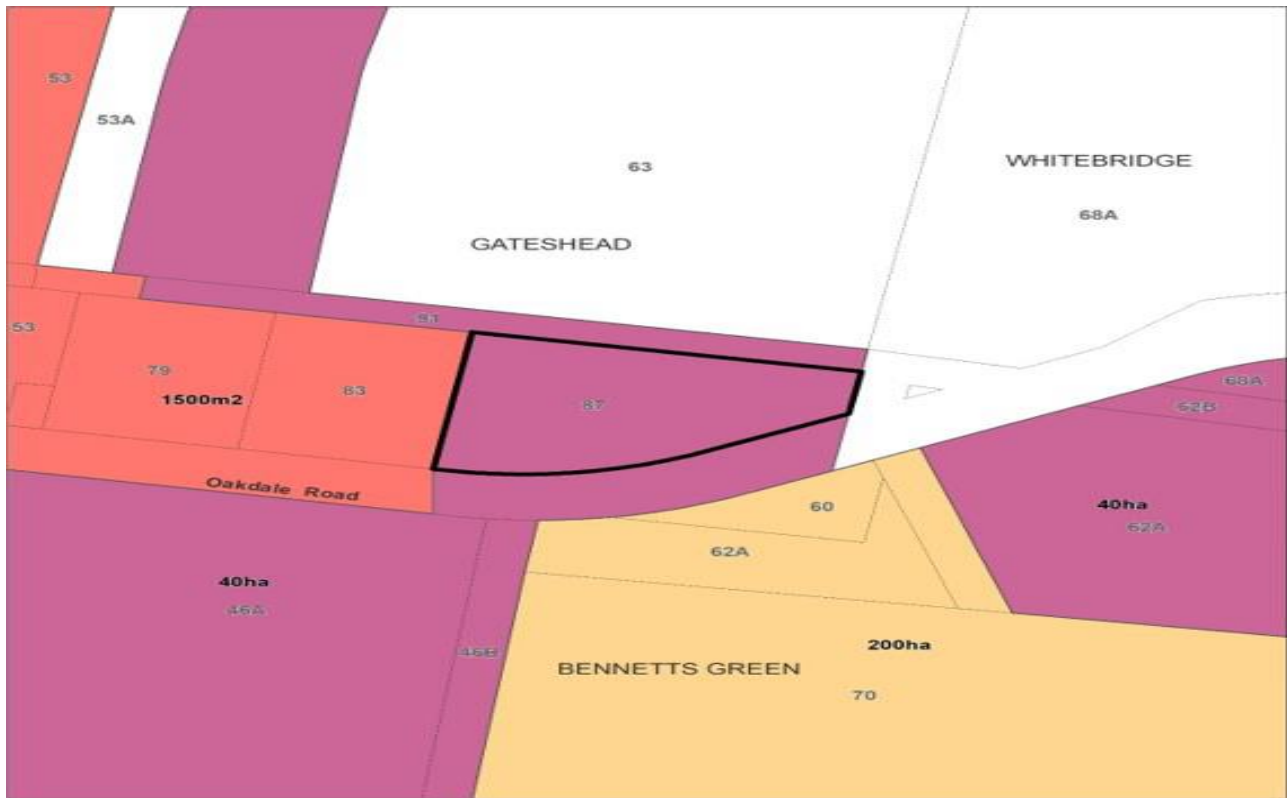 53
53A
63
WHITEBRIDGE
68A
GATESHEAD
53
79
1500m2
83
91
87
68A
62B
Oakdale Road
40ha
62A
60
62A
40ha
46A
46B
200ha
BENNETTS GREEN
70